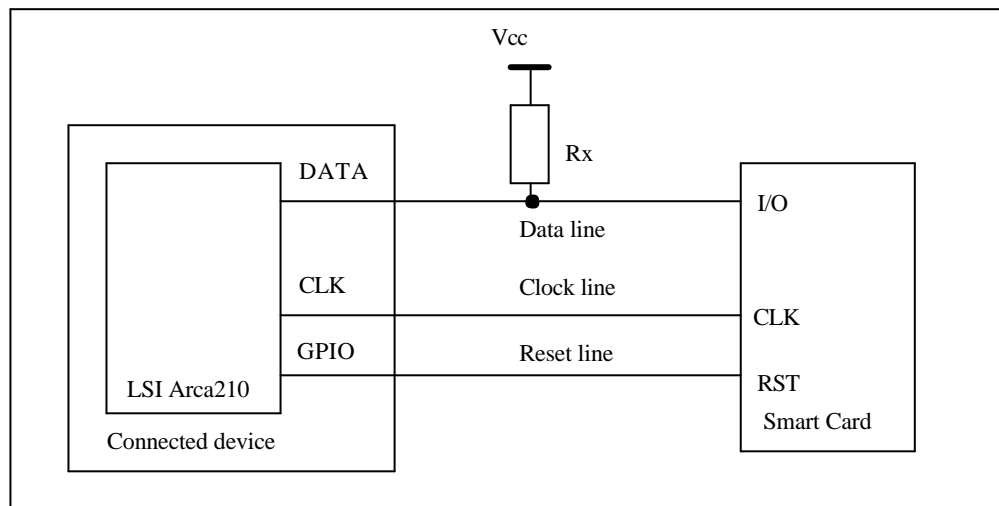 Vcc
Rx
DATA
I/O
Data line
CLK
Clock line
CLK
GPIO
Reset line
RST
LSI Arca210
Smart Card
Connected device